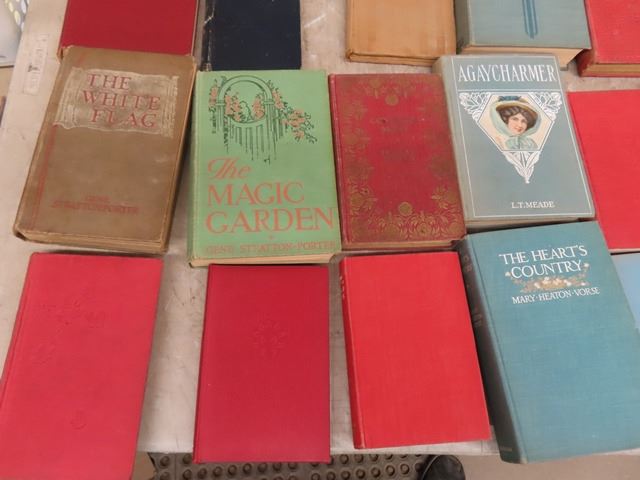 THE
WHITE
FLAG
GENE
STRATTON-PORTER
The
MAGIC
GARDEN
GENE STRATTON-PORTER
A GAY CHARMER
L.T. MEADE
THE HEART'S
COUNTRY
MARY·HEATON·VORSE